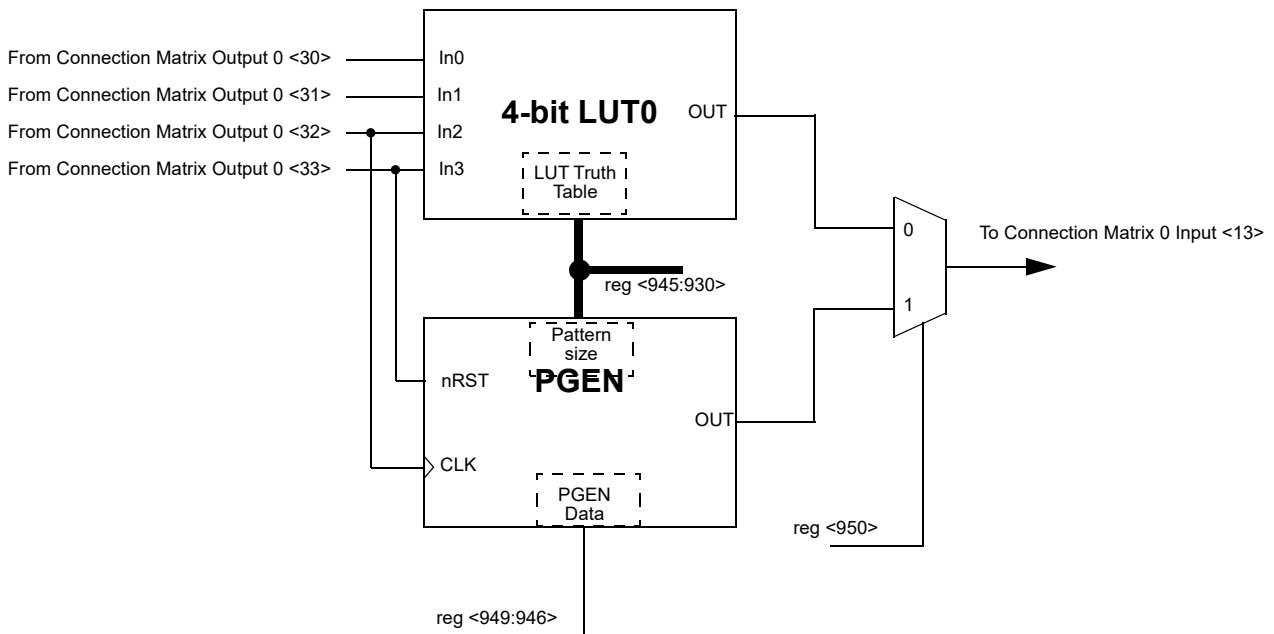 From Connection Matrix Output 0 <30>
In0
From Connection Matrix Output 0 <31>
In1
4-bit LUT0
OUT
From Connection Matrix Output 0 <32>
In2
From Connection Matrix Output 0 <33>
In3
LUT Truth
Table
0
To Connection Matrix 0 Input <13>
reg <945:930>
1
Pattern
size
nRST
PGEN
OUT
CLK
PGEN
Data
reg <950>
reg <949:946>